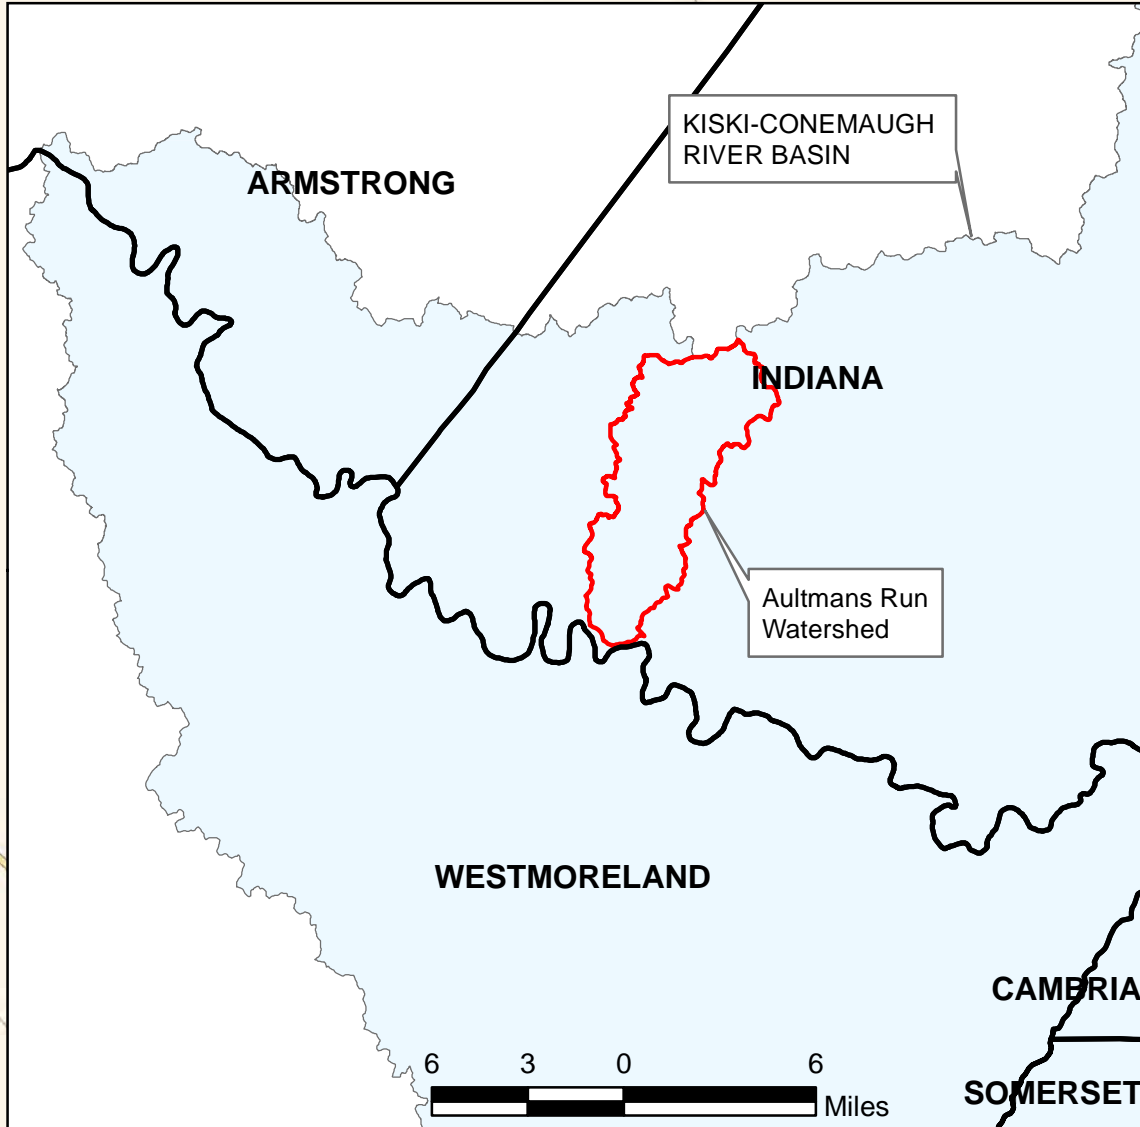 KISKI-CONEMAUGH
RIVER BASIN
ARMSTRONG
INDIANA
Aultmans Run
Watershed
WESTMORELAND
CAMBRIA
6 3 0 6
Miles
SOMERSET